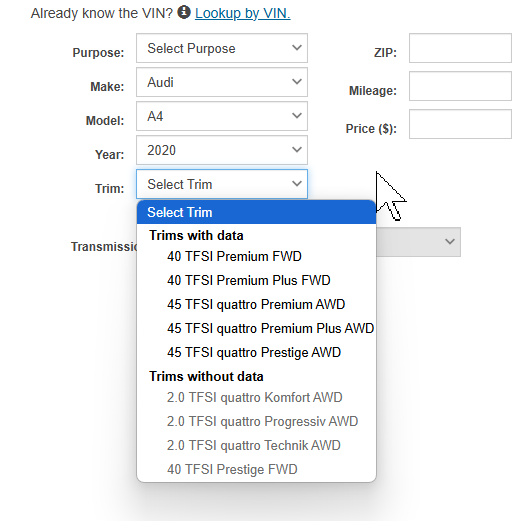 Already know the VIN? Lookup by VIN.
Purpose: Select Purpose ZIP:
Make: Audi Mileage:
Model: A4 Price ($):
Year: 2020
Trim: Select Trim
Select Trim
Trims with data
40 TFSI Premium FWD
Transmissic
40 TFSI Premium Plus FWD
45 TFSI quattro Premium AWD
45 TFSI quattro Premium Plus AWD
45 TFSI quattro Prestige AWD
Trims without data
2.0 TFSI quattro Komfort AWD
2.0 TFSI quattro Progressiv AWD
2.0 TFSI quattro Technik AWD
40 TFSI Prestige FWD